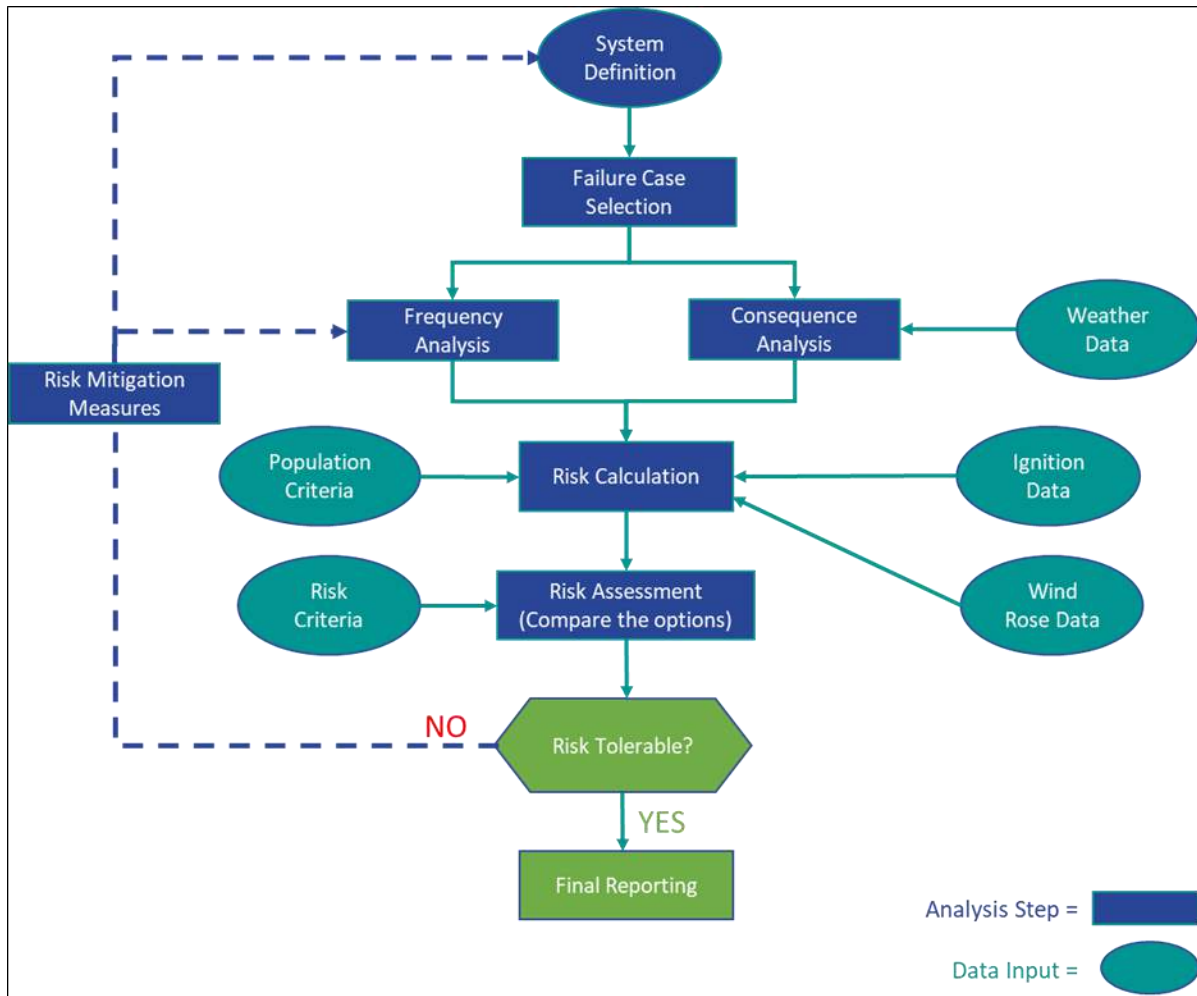 System
Definition
Failure Case
Selection
Frequency
Analysis
Consequence
Analysis
Weather
Data
Risk Mitigation
Measures
Population
Criteria
Risk Calculation
Ignition
Data
Risk
Criteria
Risk Assessment
(Compare the options)
Wind
Rose Data
NO
Risk Tolerable?
YES
Final Reporting
Analysis Step =
Data Input =